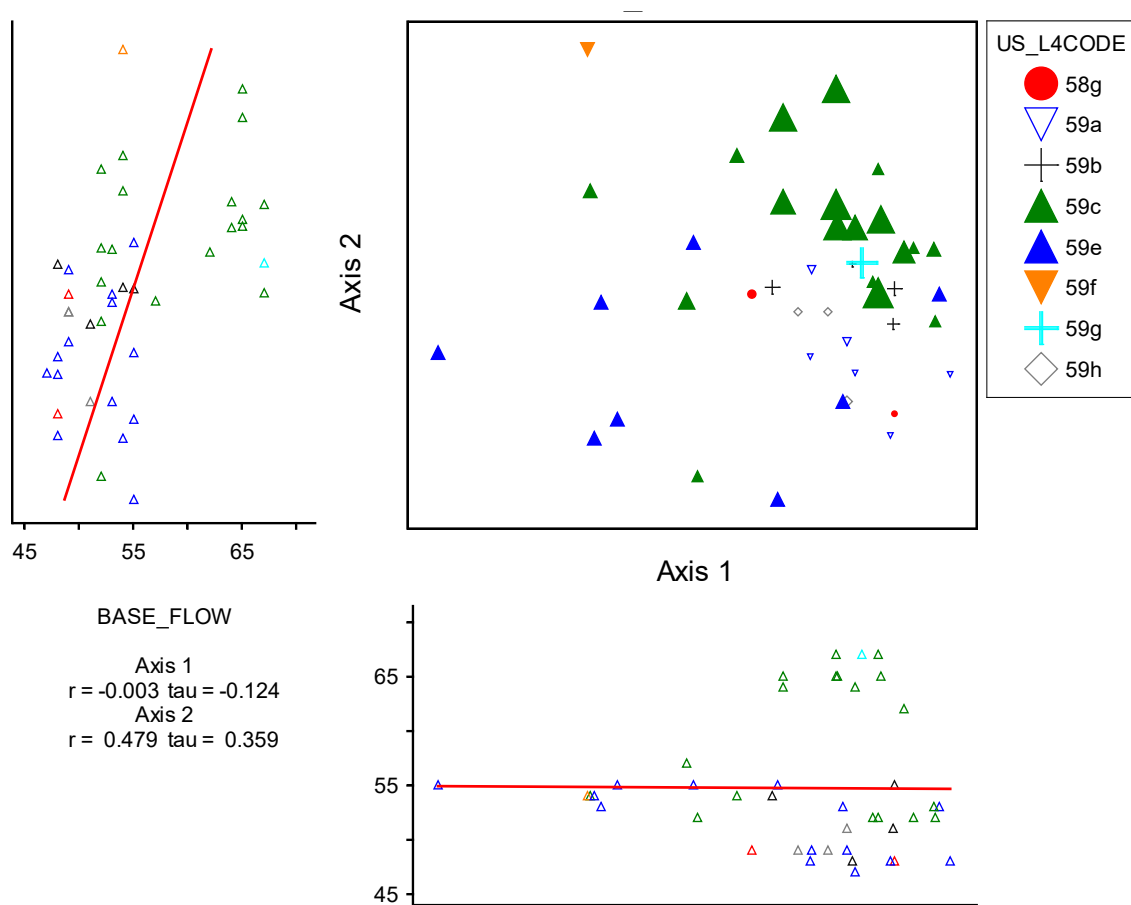 US_L4CODE
58g
59a
59b
59c
59e
59f
59g
59h
Axis 2
45 55 65
Axis 1
BASE_FLOW
Axis 1
r = -0.003 tau = -0.124
Axis 2
r = 0.479 tau = 0.359
65
55
45